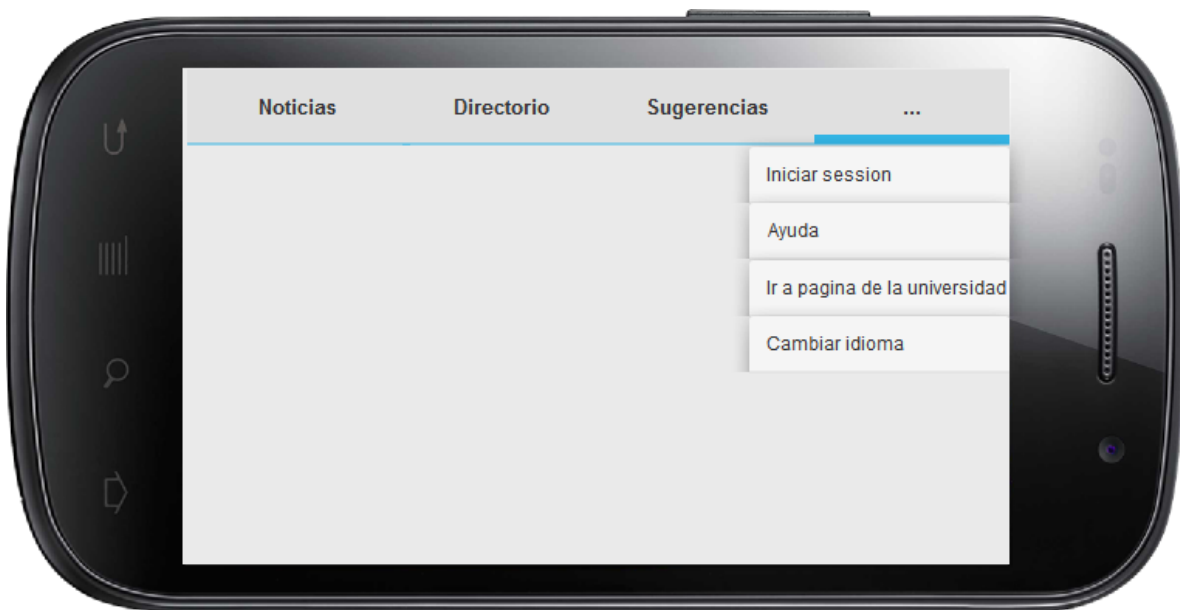 Noticias
Directorio
Sugerencias
...
Iniciar session
Ayuda
Ir a pagina de la universidad
Cambiar idioma